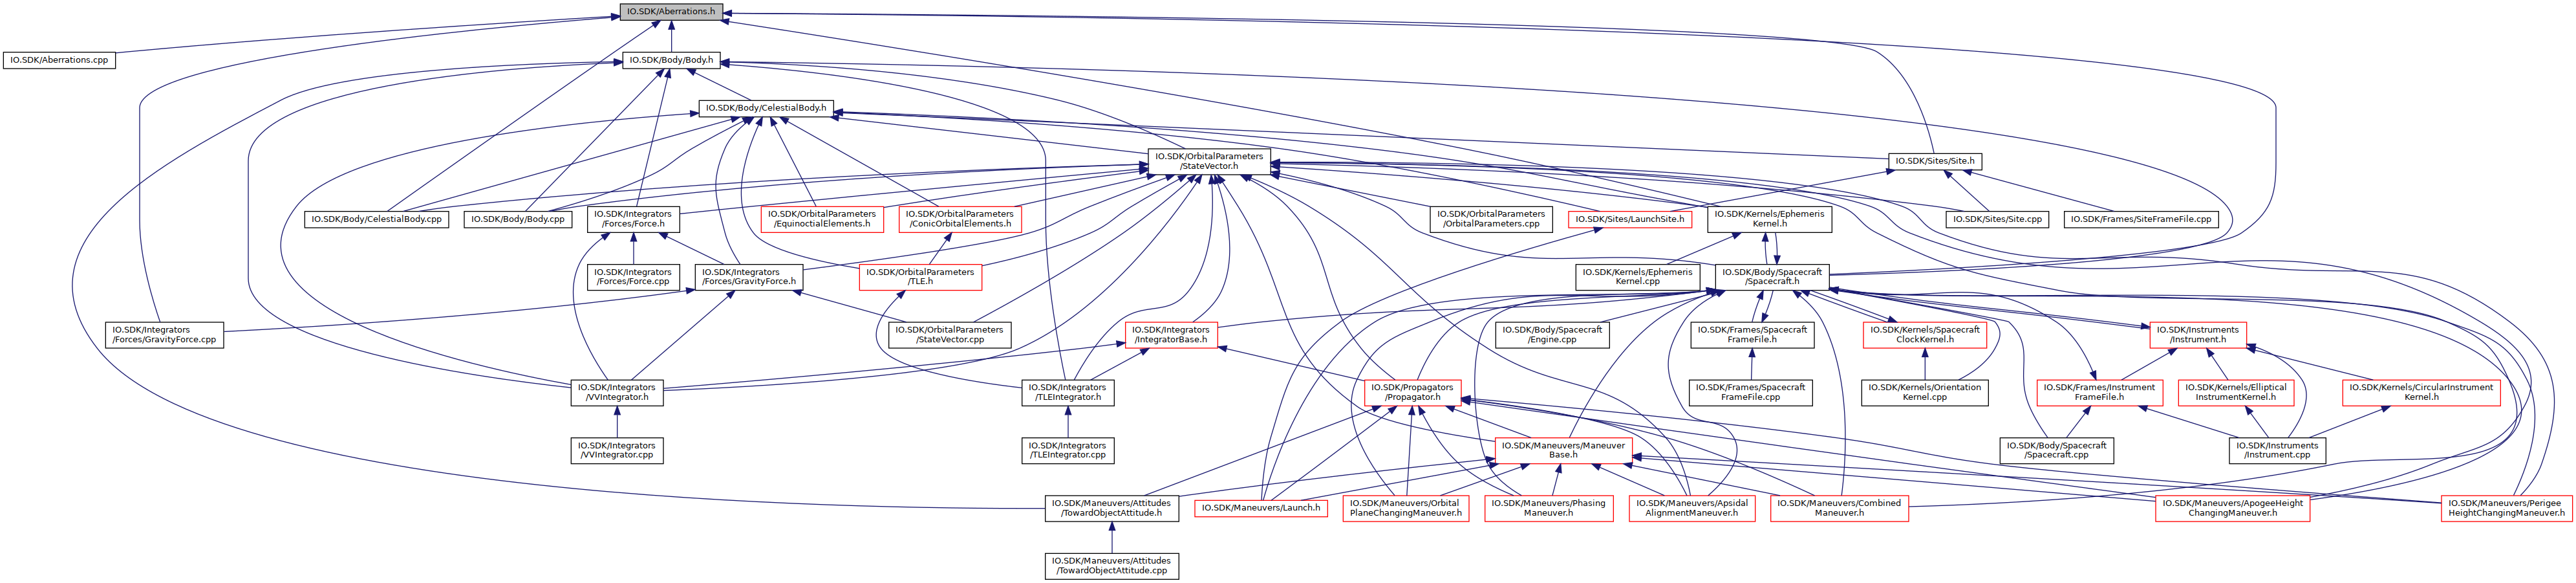 IO.SDK/Aberrations.h
IO.SDK/Aberrations.cpp
IO.SDK/Body/Body.h
IO.SDK/Body/CelestialBody.h
IO.SDK/OrbitalParameters
/StateVector.h
IO.SDK/Sites/Site.h
IO.SDK/Body/CelestialBody.cpp
IO.SDK/Body/Body.cpp
IO.SDK/Integrators
/Forces/Force.h
IO.SDK/OrbitalParameters
/EquinoctialElements.h
IO.SDK/OrbitalParameters
/ConicOrbitalElements.h
IO.SDK/OrbitalParameters
/OrbitalParameters.cpp
IO.SDK/Sites/LaunchSite.h
IO.SDK/Kernels/Ephemeris
Kernel.h
IO.SDK/Sites/Site.cpp
IO.SDK/Frames/SiteFrameFile.cpp
IO.SDK/Integrators
/Forces/Force.cpp
IO.SDK/Integrators
/Forces/GravityForce.h
IO.SDK/OrbitalParameters
/TLE.h
IO.SDK/Kernels/Ephemeris
Kernel.cpp
IO.SDK/Body/Spacecraft
/Spacecraft.h
IO.SDK/Integrators
/Forces/GravityForce.cpp
IO.SDK/OrbitalParameters
/StateVector.cpp
IO.SDK/Integrators
/IntegratorBase.h
IO.SDK/Body/Spacecraft
/Engine.cpp
IO.SDK/Frames/Spacecraft
FrameFile.h
IO.SDK/Kernels/Spacecraft
ClockKernel.h
IO.SDK/Instruments
/Instrument.h
IO.SDK/Integrators
/VVIntegrator.h
IO.SDK/Integrators
/TLEIntegrator.h
IO.SDK/Propagators
/Propagator.h
IO.SDK/Frames/Spacecraft
FrameFile.cpp
IO.SDK/Kernels/Orientation
Kernel.cpp
IO.SDK/Frames/Instrument
FrameFile.h
IO.SDK/Kernels/Elliptical
InstrumentKernel.h
IO.SDK/Kernels/CircularInstrument
Kernel.h
IO.SDK/Integrators
/VVIntegrator.cpp
IO.SDK/Integrators
/TLEIntegrator.cpp
IO.SDK/Maneuvers/Maneuver
Base.h
IO.SDK/Body/Spacecraft
/Spacecraft.cpp
IO.SDK/Instruments
/Instrument.cpp
IO.SDK/Maneuvers/Attitudes
/TowardObjectAttitude.h
IO.SDK/Maneuvers/Launch.h
IO.SDK/Maneuvers/Orbital
PlaneChangingManeuver.h
IO.SDK/Maneuvers/Phasing
Maneuver.h
IO.SDK/Maneuvers/Apsidal
AlignmentManeuver.h
IO.SDK/Maneuvers/Combined
Maneuver.h
IO.SDK/Maneuvers/ApogeeHeight
ChangingManeuver.h
IO.SDK/Maneuvers/Perigee
HeightChangingManeuver.h
IO.SDK/Maneuvers/Attitudes
/TowardObjectAttitude.cpp